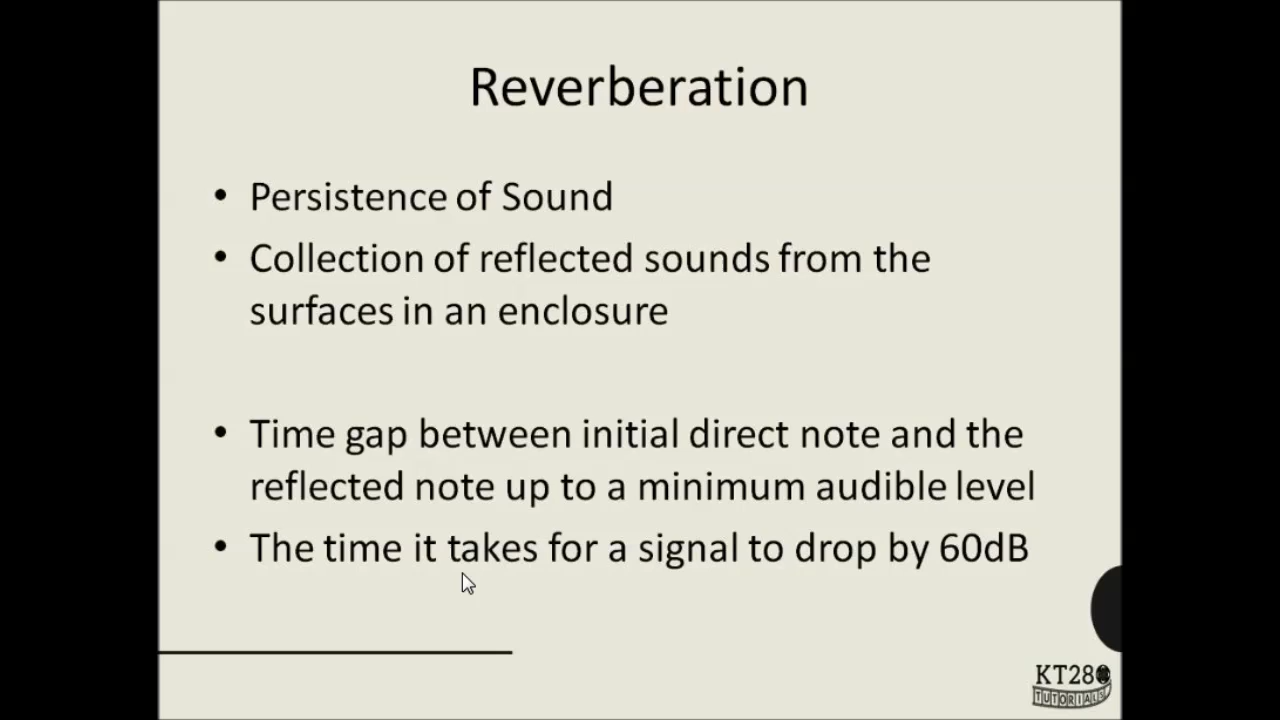 Reverberation
• Persistence of Sound
• Collection of reflected sounds from the
surfaces in an enclosure
• Time gap between initial direct note and the
reflected note up to a minimum audible level
• The time it takes for a signal to drop by 60dB
KT280
TUTORIALS